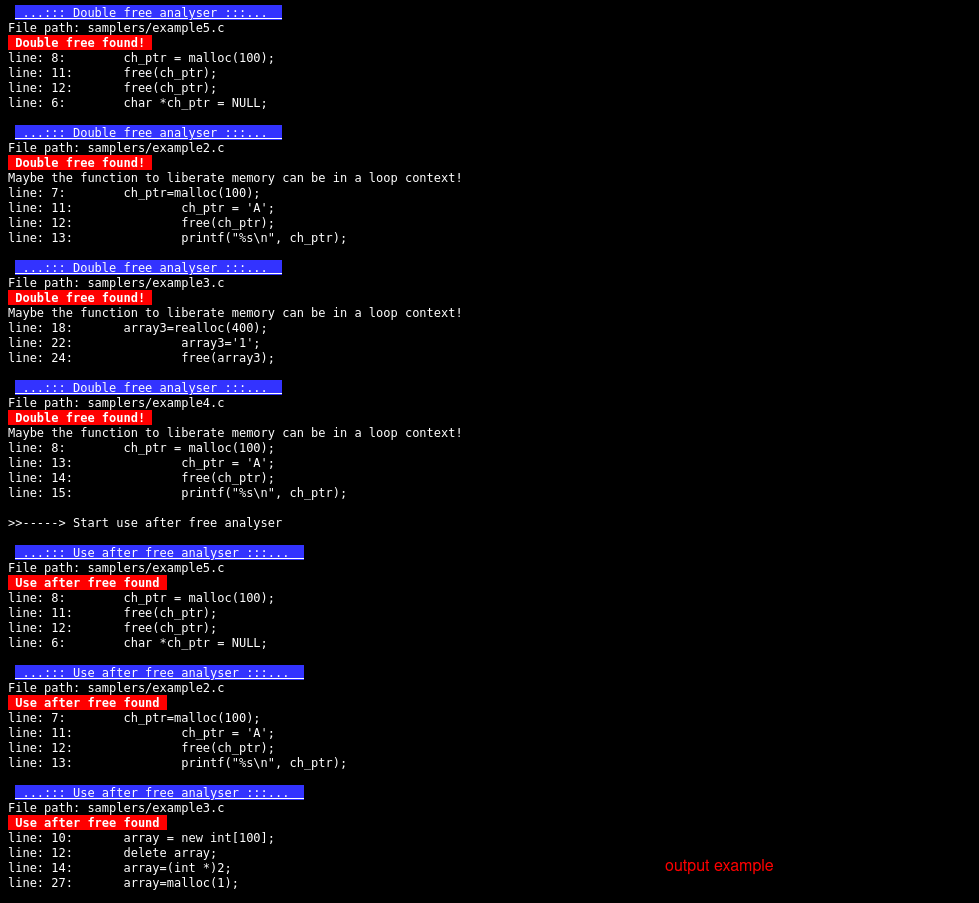 ...::: Double free analyser :::...
File path: samplers/example5.c
Double free found!
line: 8:        ch_ptr = malloc(100);
line: 11:       free(ch_ptr);
line: 12:       free(ch_ptr);
line: 6:        char *ch_ptr = NULL;
...::: Double free analyser :::...
File path: samplers/example2.c
Double free found!
Maybe the function to liberate memory can be in a loop context!
line: 7:        ch_ptr=malloc(100);
line: 11:               ch_ptr = 'A';
line: 12:               free(ch_ptr);
line: 13:               printf("%s\n", ch_ptr);
...::: Double free analyser :::...
File path: samplers/example3.c
Double free found!
Maybe the function to liberate memory can be in a loop context!
line: 18:       array3=realloc(400);
line: 22:               array3='1';
line: 24:               free(array3);
...::: Double free analyser :::...
File path: samplers/example4.c
Double free found!
Maybe the function to liberate memory can be in a loop context!
line: 8:        ch_ptr = malloc(100);
line: 13:               ch_ptr = 'A';
line: 14:               free(ch_ptr);
line: 15:               printf("%s\n", ch_ptr);
>>-----> Start use after free analyser
...::: Use after free analyser :::...
File path: samplers/example5.c
Use after free found
line: 8:        ch_ptr = malloc(100);
line: 11:       free(ch_ptr);
line: 12:       free(ch_ptr);
line: 6:        char *ch_ptr = NULL;
...::: Use after free analyser :::...
File path: samplers/example2.c
Use after free found
line: 7:        ch_ptr=malloc(100);
line: 11:               ch_ptr = 'A';
line: 12:               free(ch_ptr);
line: 13:               printf("%s\n", ch_ptr);
...::: Use after free analyser :::...
File path: samplers/example3.c
Use after free found
line: 10:       array = new int[100];
line: 12:       delete array;
line: 14:       array=(int *)2;
line: 27:       array=malloc(1);
output example